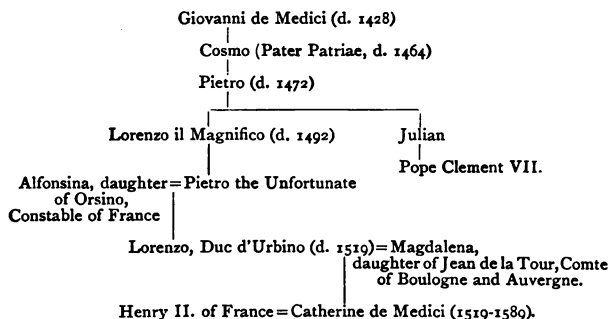 Giovanni de Medici (d. 1428)
Cosmo (Pater Patriae, d. 1464)
Pietro (d. 1472)
Lorenzo il Magnifico (d. 1492) Julian
Pope Clement VII.
Alfonsina, daughter = Pietro the Unfortunate
of Orsino,
Constable of France
Lorenzo, Duc d'Urbino (d. 1519) = Magdalena,
daughter of Jean de la Tour, Comte
of Boulogne and Auvergne.
Henry II. of France = Catherine de Medici (1519-1589).